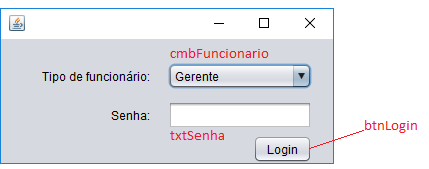 cmbFuncionario
Tipo de funcionário: Gerente
Senha:
txtSenha
btnLogin
Login